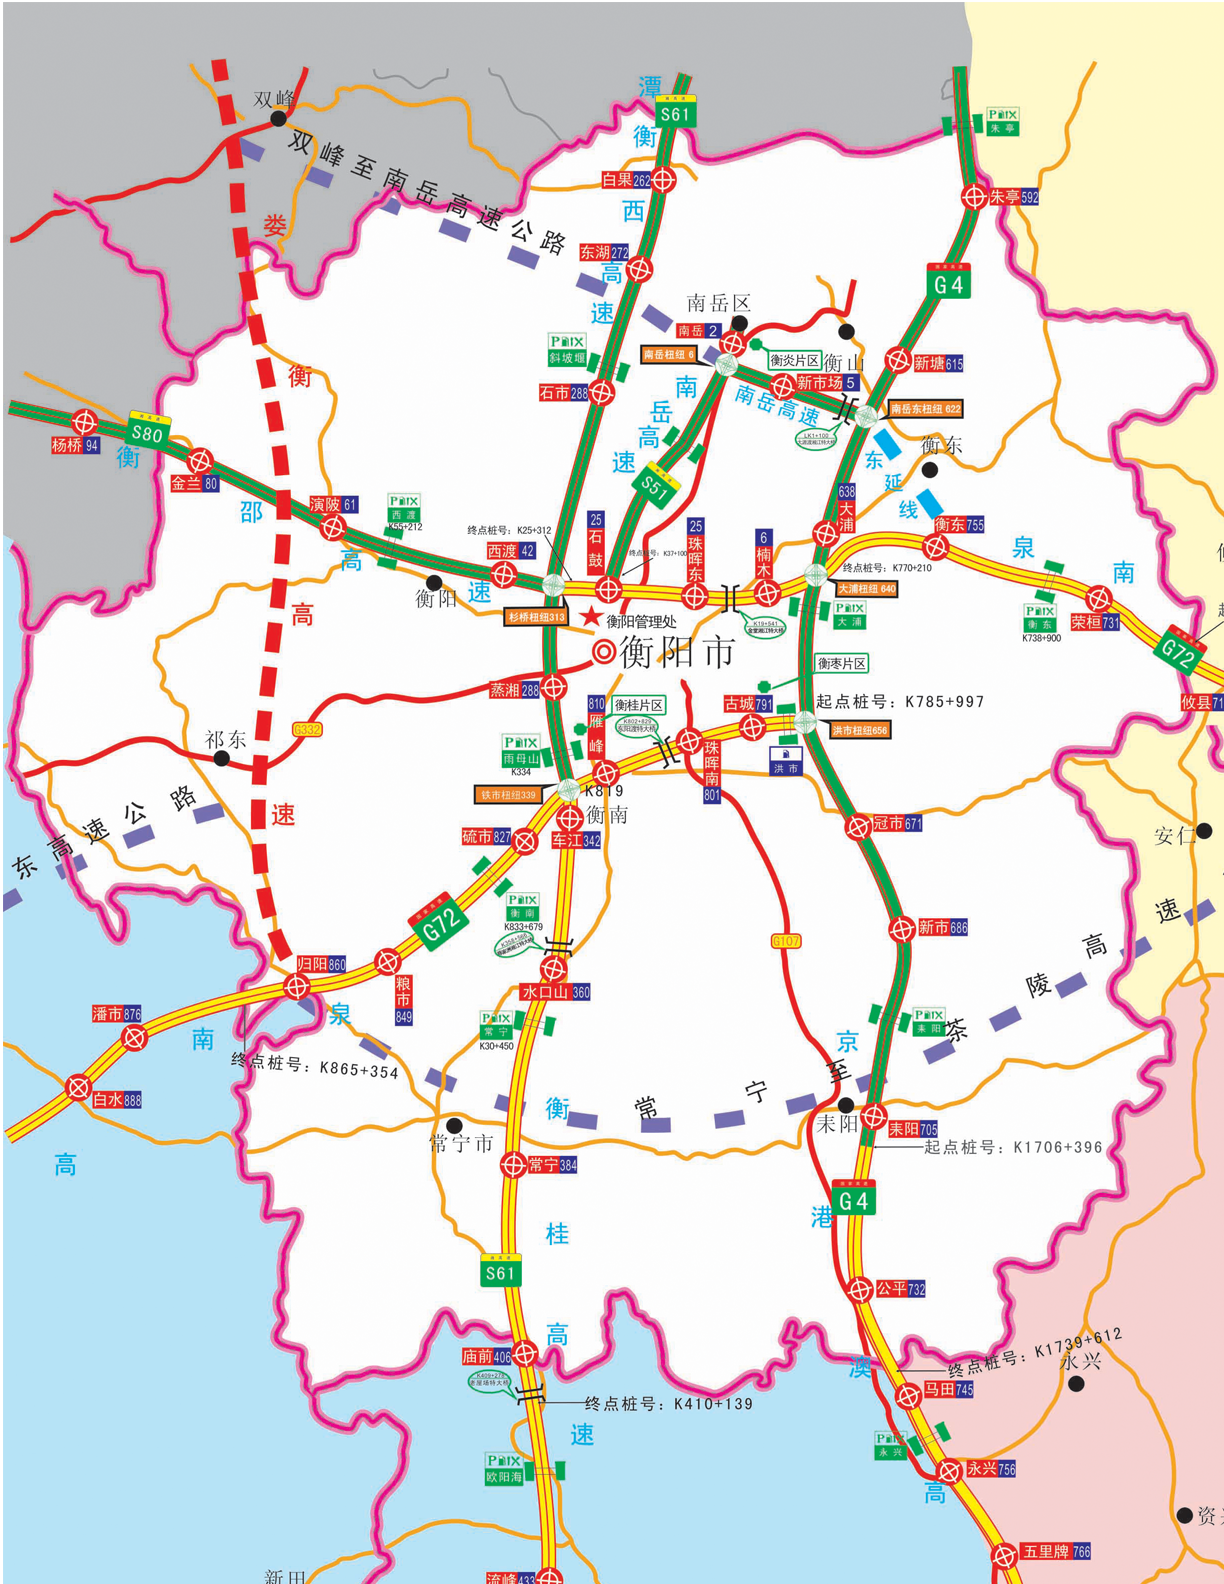 潭
衡
西
高
速
S61
双峰
双峰至南岳高速公路
朱亭
朱亭592
白果262
娄
衡
高
速
东湖272
G4
南岳区
南岳 2
南岳枢纽 6
衡炎片区
衡山
新塘615
斜坡堰
石市288
新市场5
南岳高速
南岳东枢纽 622
LK1+100
南
岳
高
速
S51
东
延
线
衡东
杨桥 94
S80
衡
邵
高
速
金兰 80
演陂 61
西渡
K55+212
终点桩号：K25+312
25
石鼓
终点桩号：K37+100
25
珠晖东
6
楠木
638
大浦
衡东755
泉
南
西渡 42
衡阳
杉桥枢纽313
衡阳管理处
衡阳市
K19+541
终点桩号：K770+210
大浦枢纽 640
大浦
衡东
K738+900
荣桓731
G72
攸县71
蒸湘288
衡枣片区
起点桩号：K785+997
古城791
810
雁峰
衡桂片区
K802+829
东阳渡特大桥
洪市枢纽656
洪市
珠晖南
801
G332
祁东
雨母山
K334
铁市枢纽339
K819
衡南
车江342
硫市827
冠市671
安仁
东高速公路
衡南
K833+679
G72
新市686
G107
归阳860
粮市
849
水口山360
潘市876
南
泉
常宁
K30+450
耒阳
终点桩号：K865+354
白水888
高
常宁至茶陵高速
京
衡
常宁市
耒阳
耒阳705
起点桩号：K1706+396
常宁384
G4
港
桂
S61
公平732
高
庙前406
终点桩号：K1739+612
永兴
澳
马田745
K409+278
终点桩号：K410+139
速
永兴
永兴756
欧阳海
高
资
五里牌766
新田
流峰433